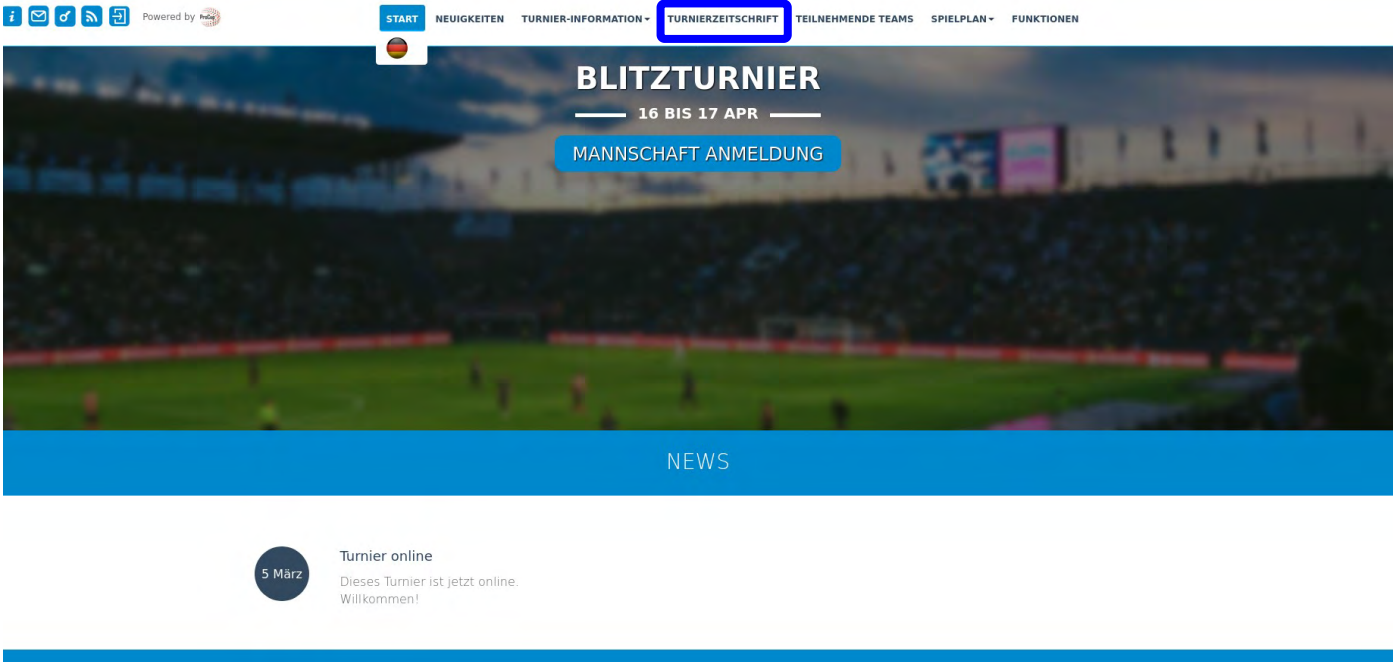 Powered by ProCup
START NEUIGKEITEN TURNIER-INFORMATION TURNIERZEITSCHRIFT TEILNEHMENDE TEAMS SPIELPLAN FUNKTIONEN
BLITZTURNIER
16 BIS 17 APR
MANNSCHAFT ANMELDUNG
NEWS
5 März
Turnier online
Dieses Turnier ist jetzt online.
Willkommen!